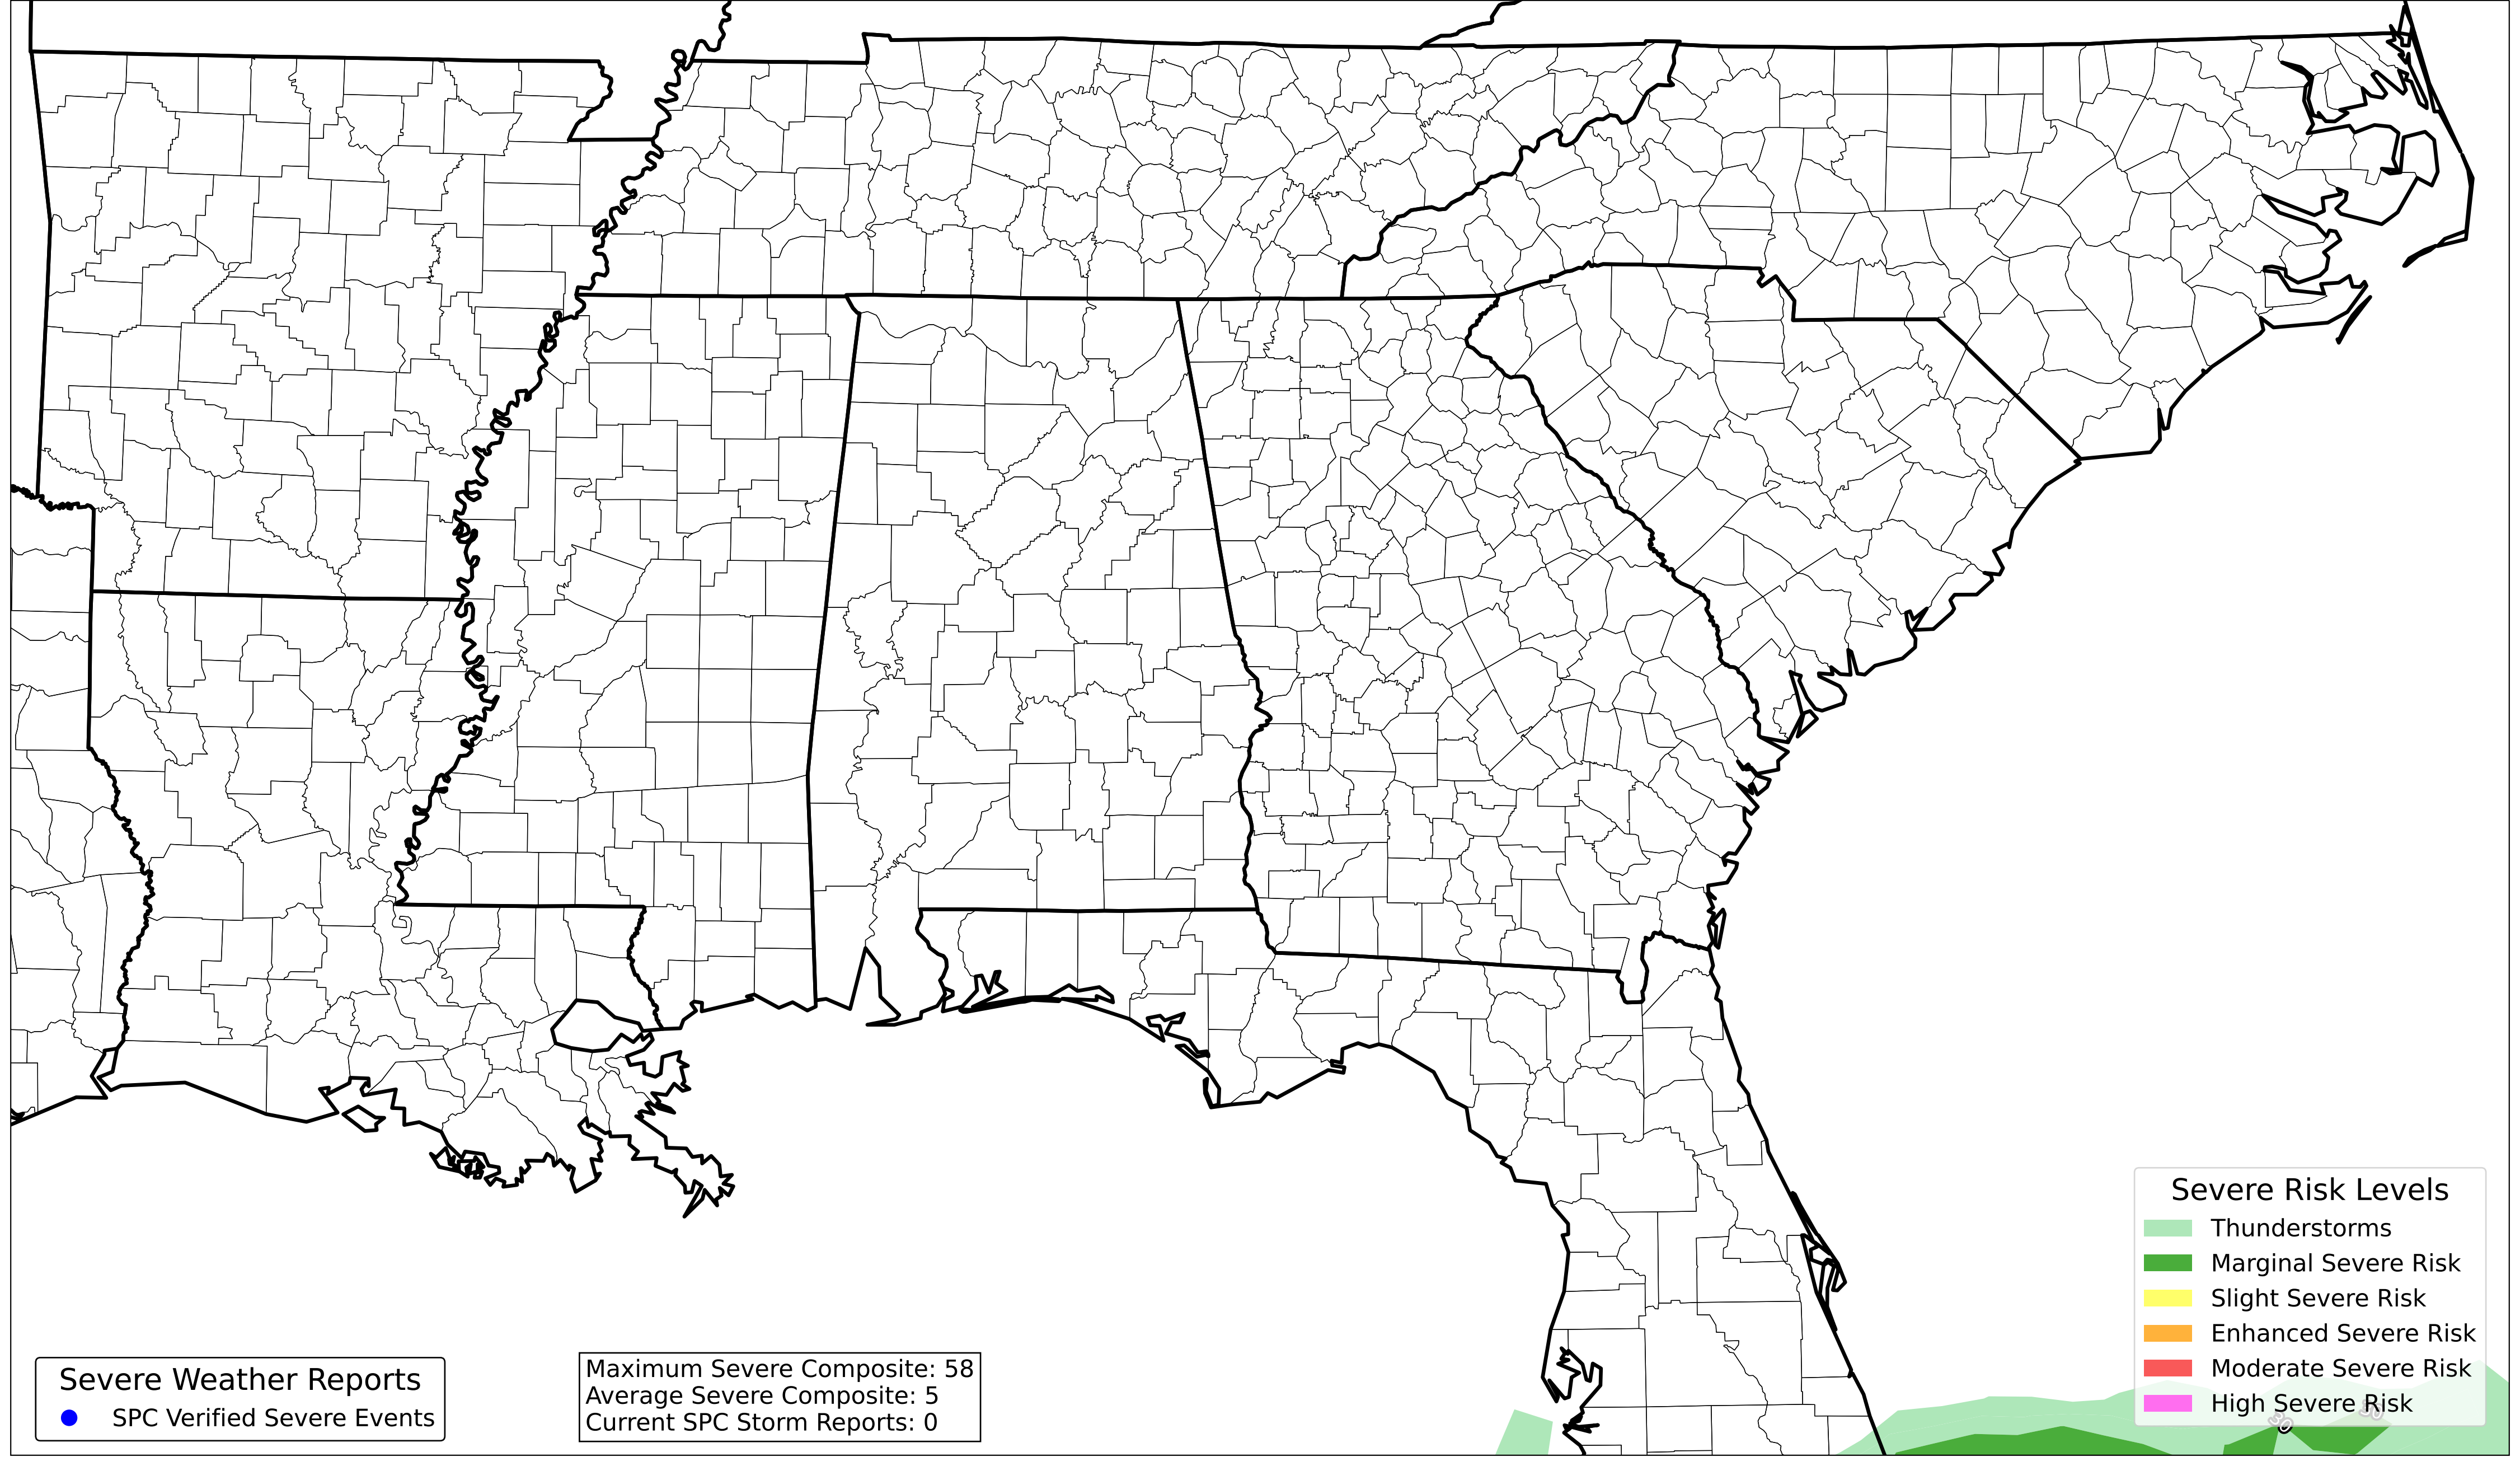 Severe Risk Levels
Thunderstorms
Marginal Severe Risk
Slight Severe Risk
Enhanced Severe Risk
Moderate Severe Risk
High Severe Risk
30
30
Severe Weather Reports
SPC Verified Severe Events
Maximum Severe Composite: 58
Average Severe Composite: 5
Current SPC Storm Reports: 0